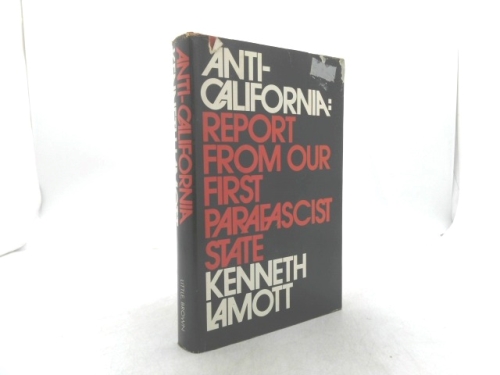 ANTI-
CALIFORNIA:
REPORT
FROM OUR
FIRST
PARAFASCIST
STATE
KENNETH
LAMOTT
ANTI-CALIFORNIA
LITTLE BROWN